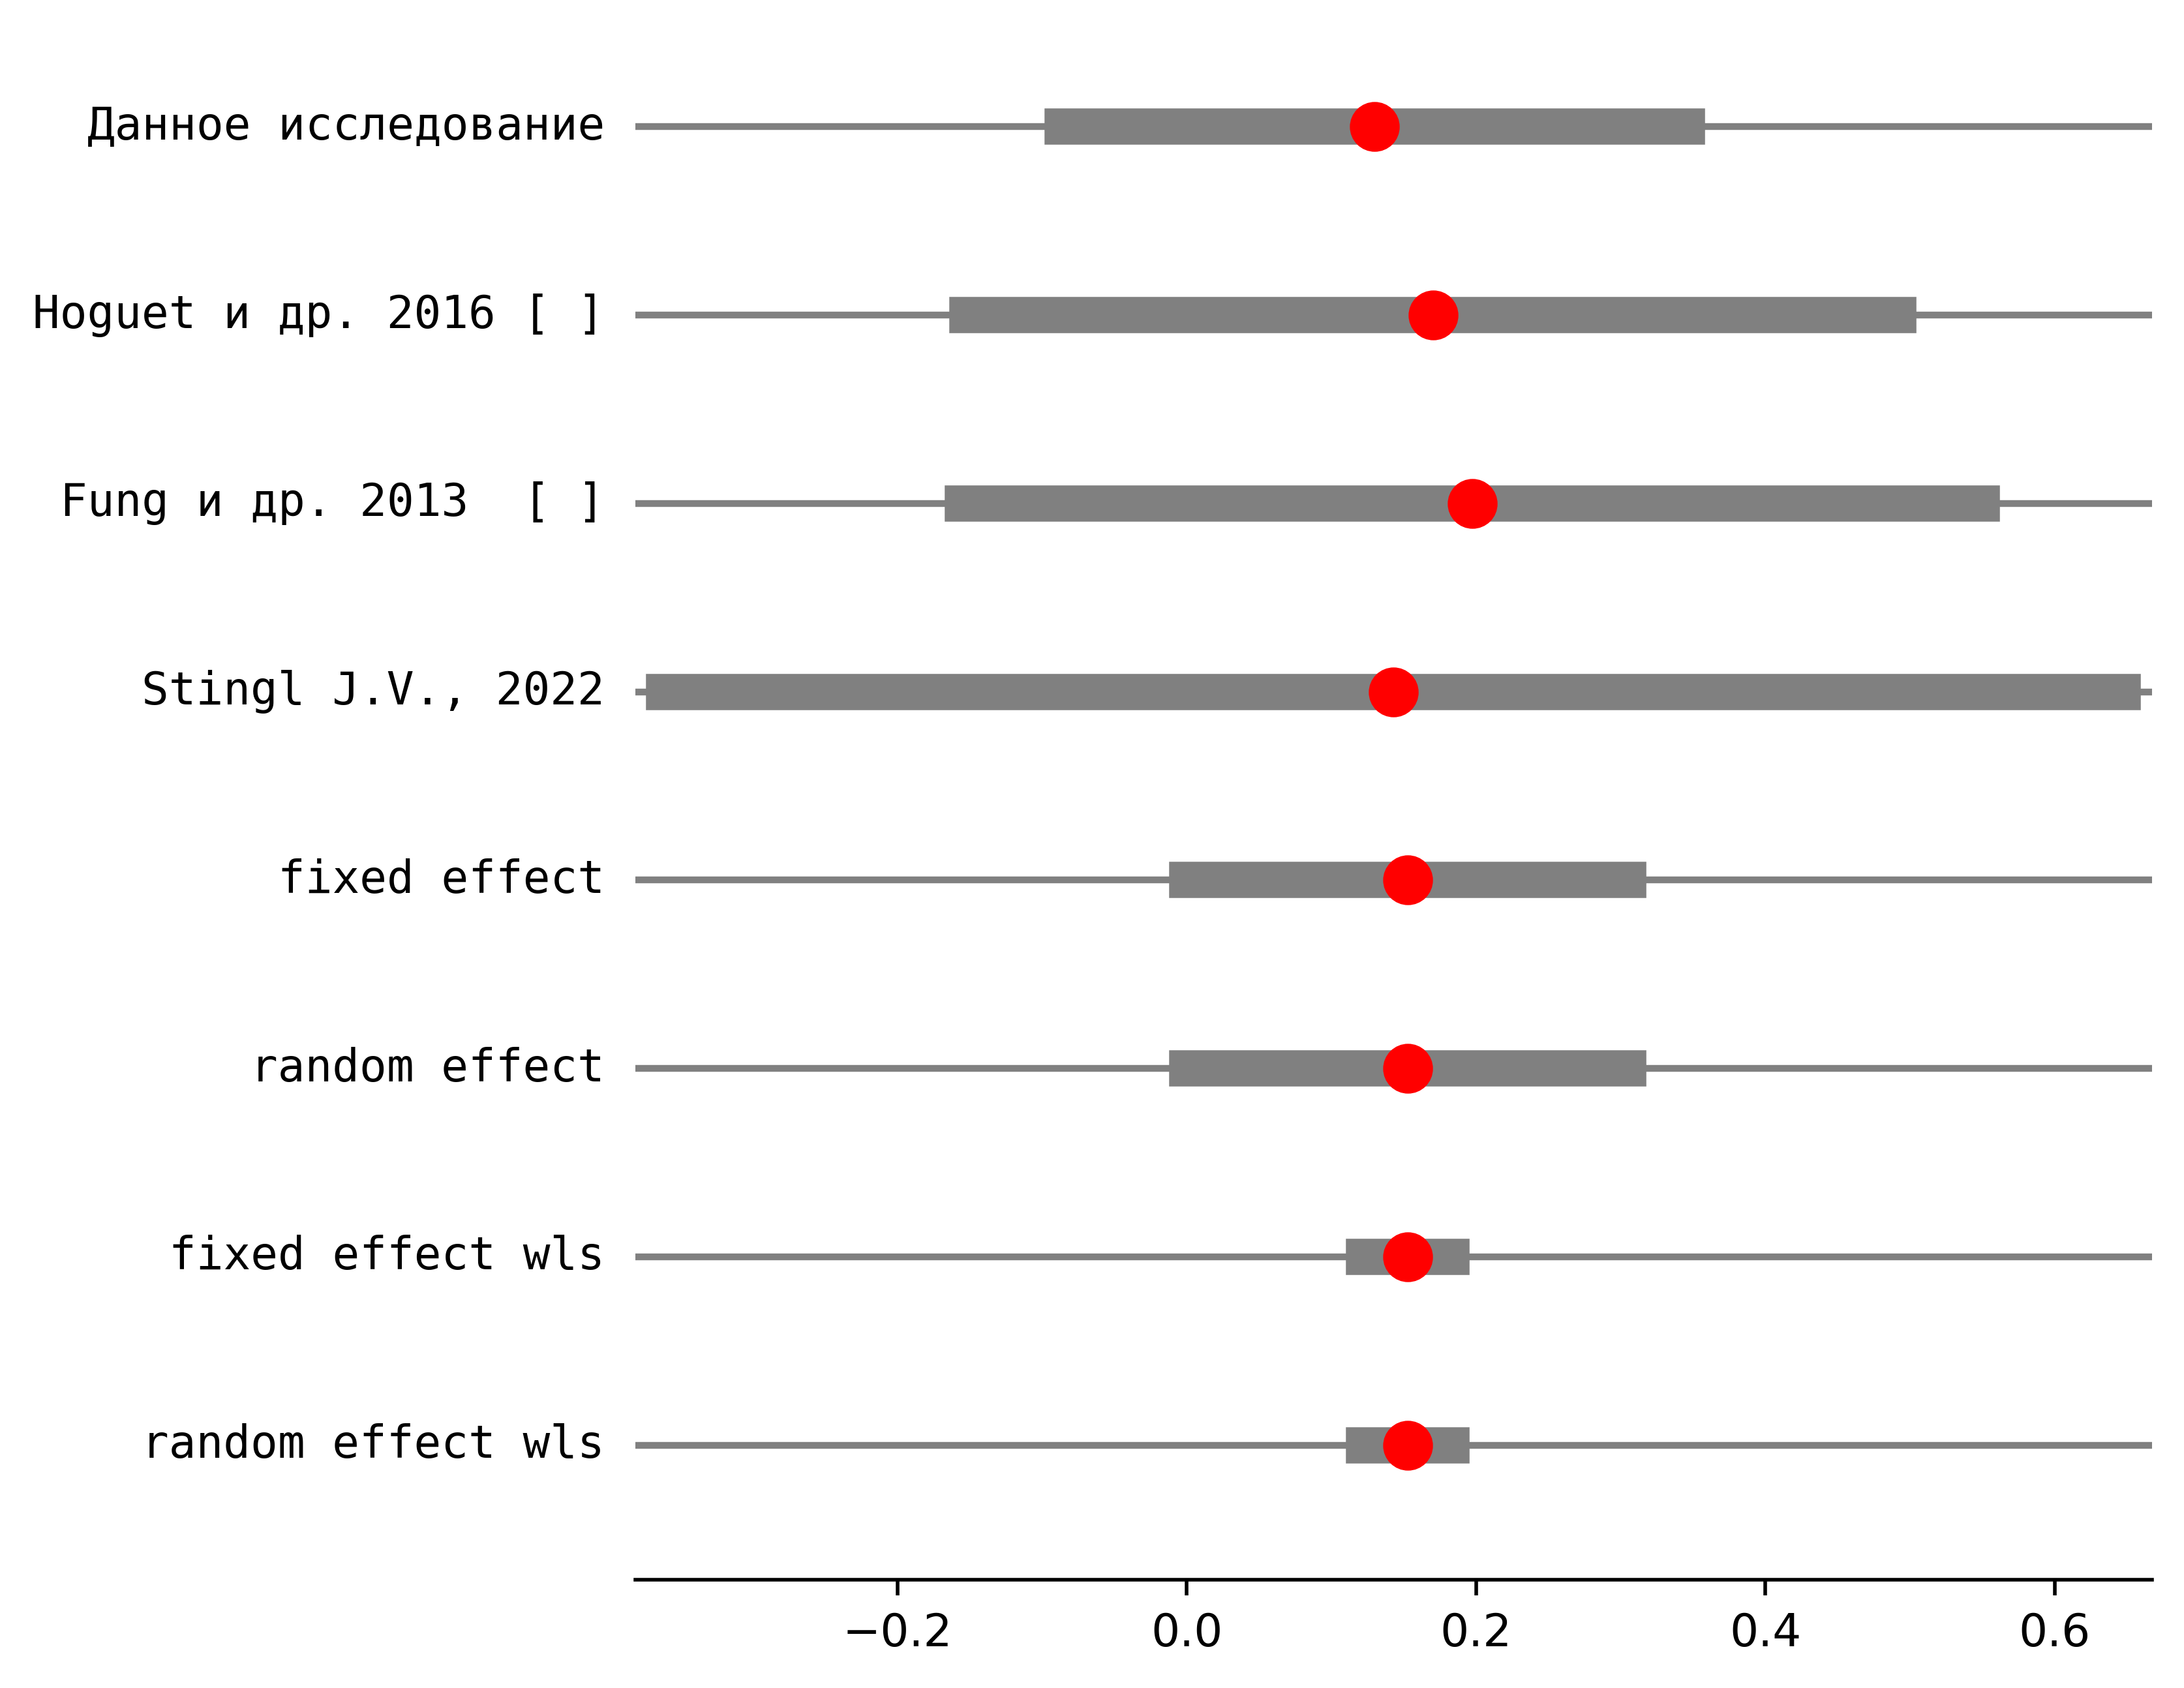 Данное исследование
Hoguet и др. 2016 [ ]
Fung и др. 2013  [ ]
Stingl J.V., 2022
fixed effect
random effect
fixed effect wls
random effect wls
−0.2 0.0 0.2 0.4 0.6